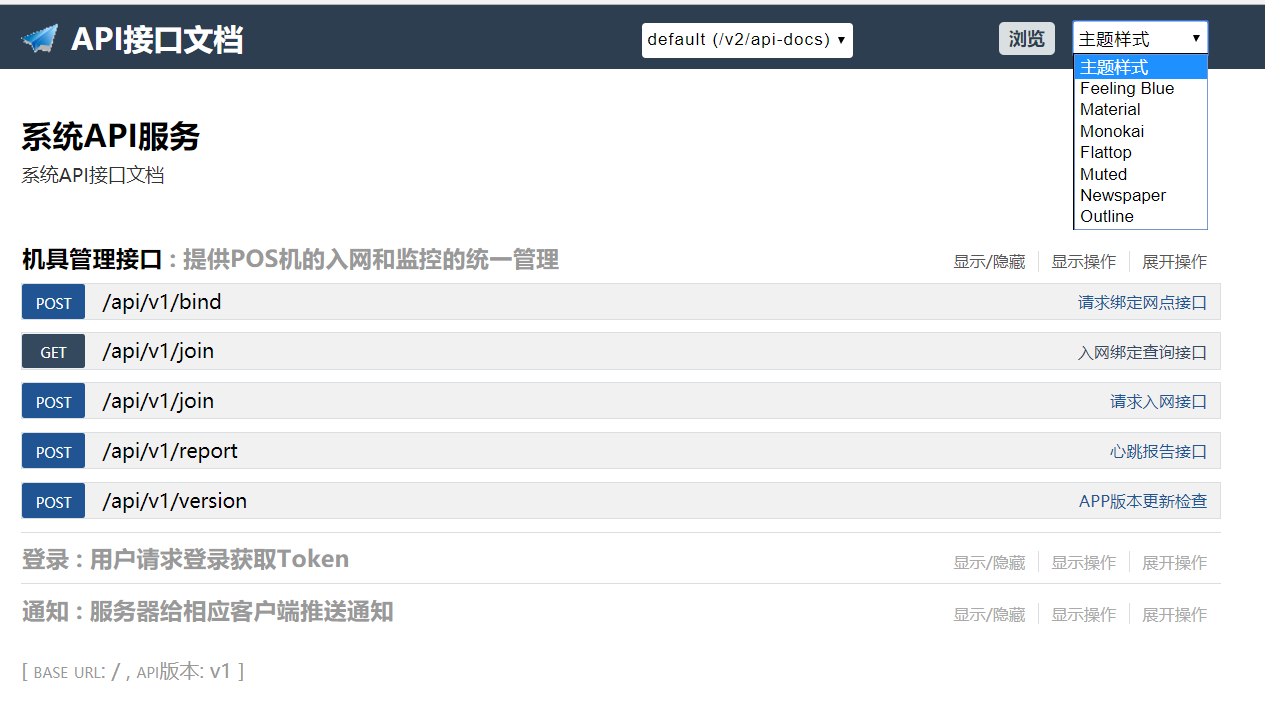 API接口文档
default (/v2/api-docs)
浏览
主题样式
主题样式
Feeling Blue
Material
Monokai
Flattop
Muted
Newspaper
Outline
系统API服务
系统API接口文档
机具管理接口 : 提供POS机的入网和监控的统一管理 显示/隐藏 显示操作 展开操作
POST /api/v1/bind 请求绑定网点接口
GET /api/v1/join 入网绑定查询接口
POST /api/v1/join 请求入网接口
POST /api/v1/report 心跳报告接口
POST /api/v1/version APP版本更新检查
登录 : 用户请求登录获取Token 显示/隐藏 显示操作 展开操作
通知 : 服务器给相应客户端推送通知 显示/隐藏 显示操作 展开操作
[ BASE URL: / , API版本: v1 ]